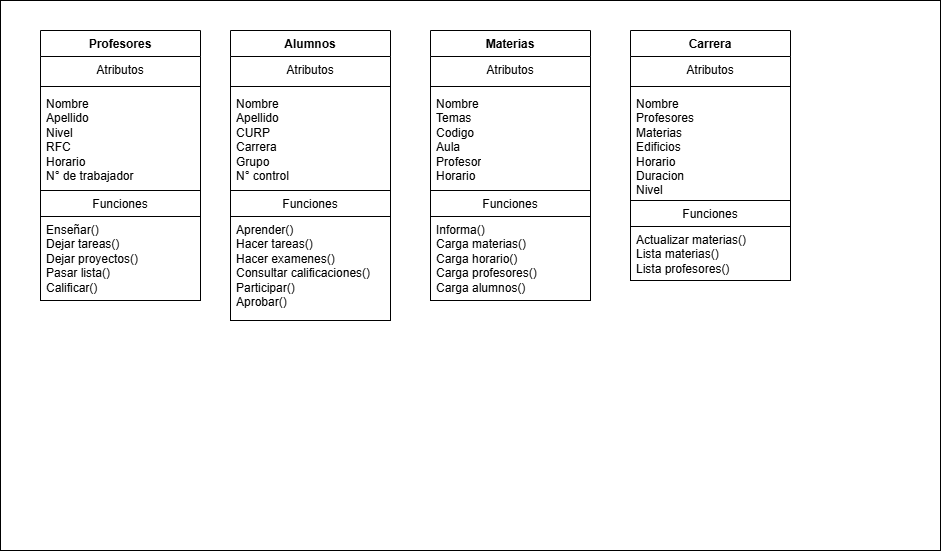 Profesores
Atributos
Nombre
Apellido
Nivel
RFC
Horario
N° de trabajador
Funciones
Enseñar()
Dejar tareas()
Dejar proyectos()
Pasar lista()
Calificar()
Alumnos
Atributos
Nombre
Apellido
CURP
Carrera
Grupo
N° control
Funciones
Aprender()
Hacer tareas()
Hacer examenes()
Consultar calificaciones()
Participar()
Aprobar()
Materias
Atributos
Nombre
Temas
Codigo
Aula
Profesor
Horario
Funciones
Informa()
Carga materias()
Carga horario()
Carga profesores()
Carga alumnos()
Carrera
Atributos
Nombre
Profesores
Materias
Edificios
Horario
Duracion
Nivel
Funciones
Actualizar materias()
Lista materias()
Lista profesores()